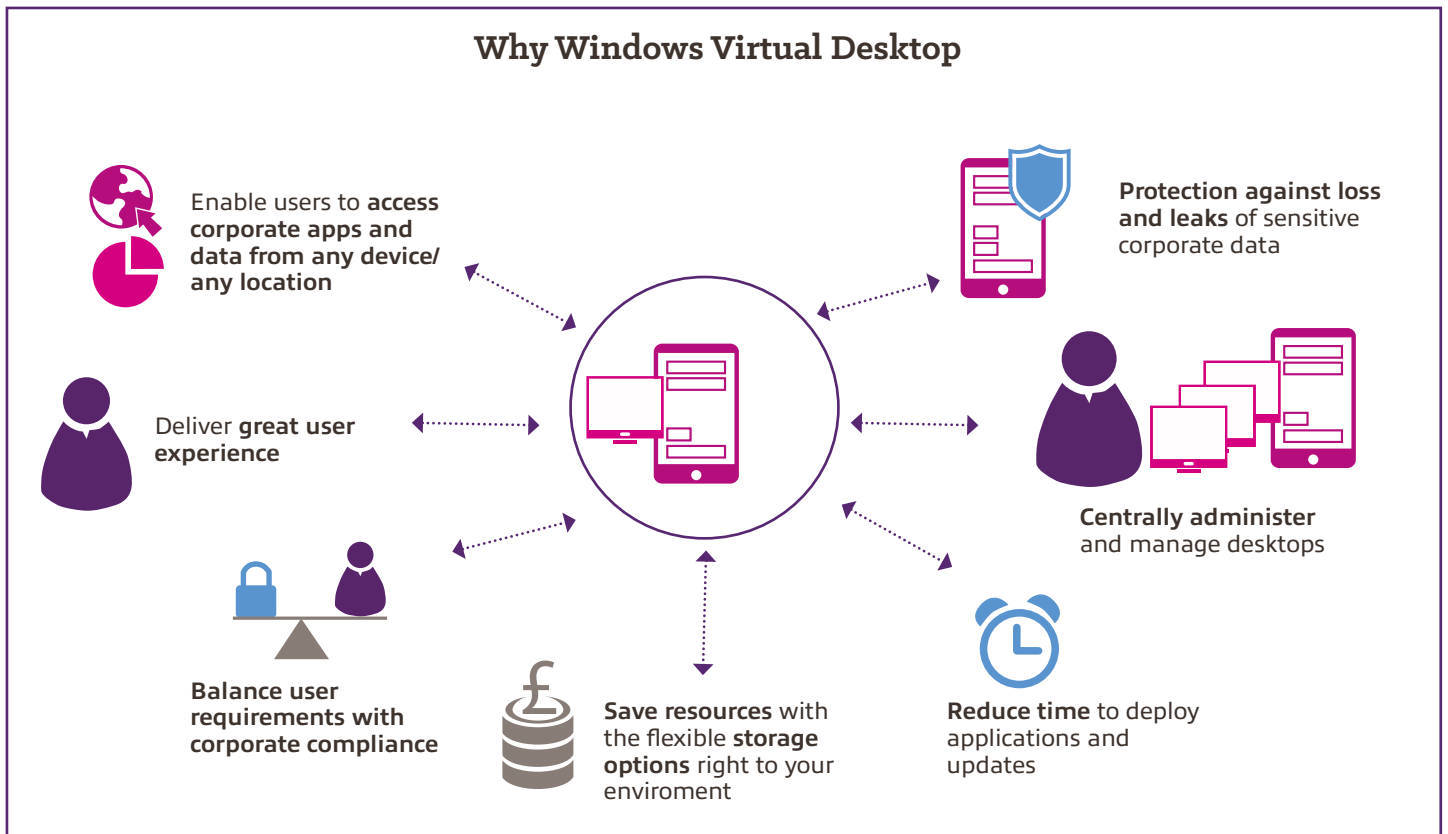 Why Windows Virtual Desktop
Enable users to access
corporate apps and
data from any device/
any location
Protection against loss
and leaks of sensitive
corporate data
Deliver great user
experience
Centrally administer
and manage desktops
Balance user
requirements with
corporate compliance
£
Save resources with
the flexible storage
options right to your
enviroment
Reduce time to deploy
applications and
updates